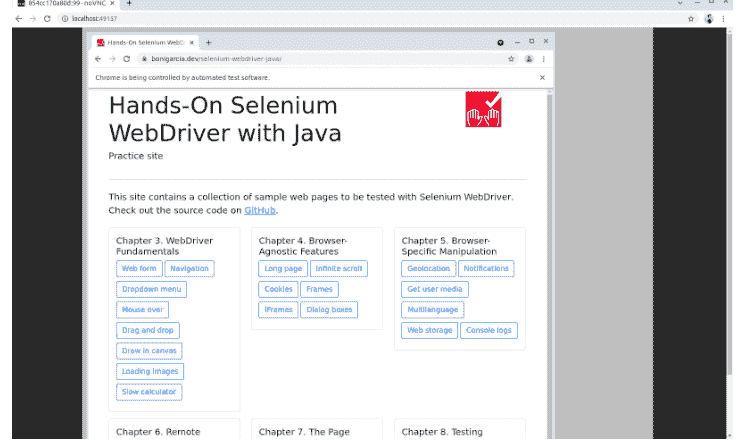 854cc170a80d:99 - noVNC
localhost:49157
Hands-On Selenium WebD
bonigarcia.dev/selenium-webdriver-java/
Chrome is being controlled by automated test software.
Hands-On Selenium
WebDriver with Java
Practice site
This site contains a collection of sample web pages to be tested with Selenium WebDriver.
Check out the source code on GitHub.
Chapter 3. WebDriver
Fundamentals
Web form
Navigation
Dropdown menu
Mouse over
Drag and drop
Draw in canvas
Loading images
Slow calculator
Chapter 4. Browser-
Agnostic Features
Long page
Infinite scroll
Cookies
Frames
IFrames
Dialog boxes
Chapter 5. Browser-
Specific Manipulation
Geolocation
Notifications
Get user media
Multilanguage
Web storage
Console logs
Chapter 6. Remote
Chapter 7. The Page
Chapter 8. Testing